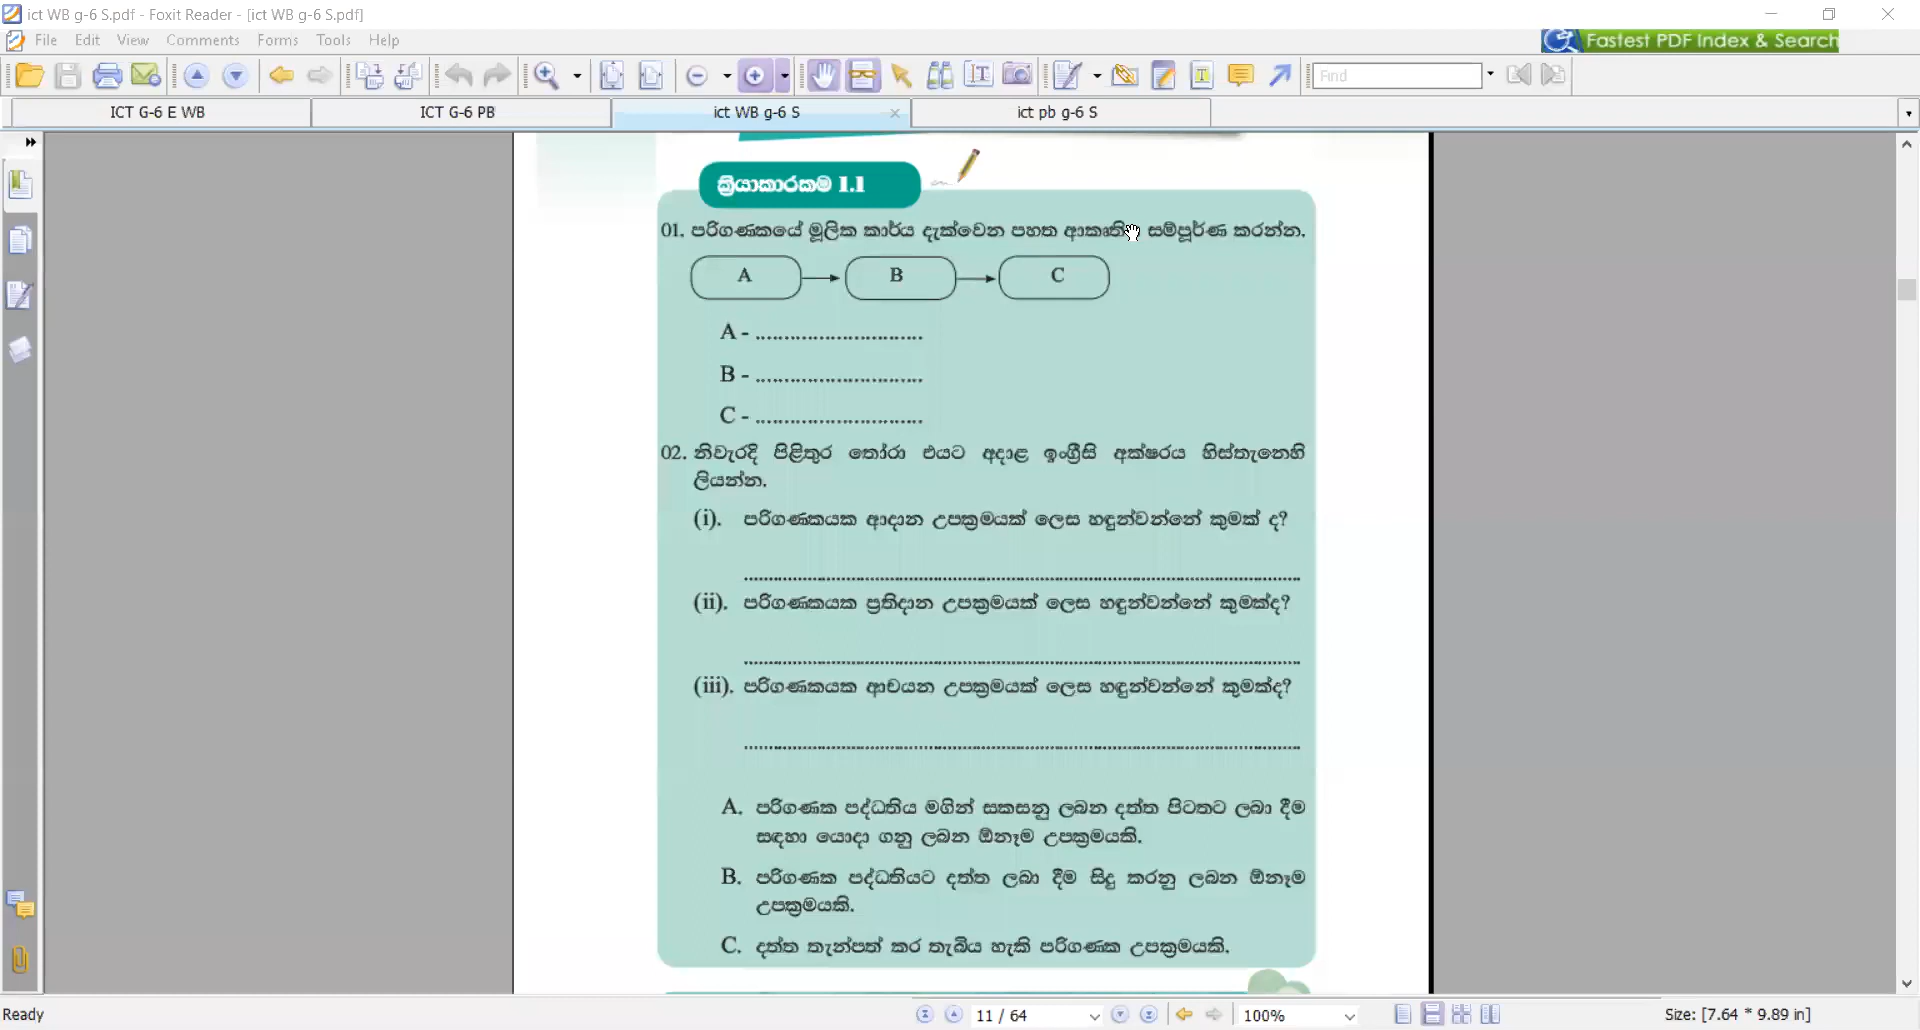 ict WB g-6 S.pdf - Foxit Reader - [ict WB g-6 S.pdf]
File Edit View Comments Forms Tools Help
Fastest PDF Index & Search
Find
ICT G-6 E WB
ICT G-6 PB
ict WB g-6 S
ict pb g-6 S
ක්‍රියාකාරකම 1.1
01. පරිගණකයේ මූලික කාර්ය දැක්වෙන පහත සම්පූර්ණ කරන්න.
A B C
A - ..............................
B - ..............................
C - ..............................
02. නිවැරදි පිළිතුර තෝරා එයට අදාළ ඉංග්‍රීසි අක්ෂරය හිස්තැනෙහි
ලියන්න.
(i). පරිගණකයක ආදාන උපක්‍රමයක් ලෙස හඳුන්වන්නේ කුමක් ද?
(ii). පරිගණකයක ප්‍රතිදාන උපක්‍රමයක් ලෙස හඳුන්වන්නේ කුමක්ද?
(iii). පරිගණකයක ආචයන උපක්‍රමයක් ලෙස හඳුන්වන්නේ කුමක්ද?
A. පරිගණක පද්ධතිය මගින් සකසනු ලබන දත්ත පිටතට ලබා දීම
සඳහා යොදා ගනු ලබන ඕනෑම උපක්‍රමයකි.
B. පරිගණක පද්ධතියට දත්ත ලබා දීම සිදු කරනු ලබන ඕනෑම
උපක්‍රමයකි.
C. දත්ත තැන්පත් කර තැබිය හැකි පරිගණක උපක්‍රමයකි.
Ready
11 / 64
100%
Size: [7.64 * 9.89 in]